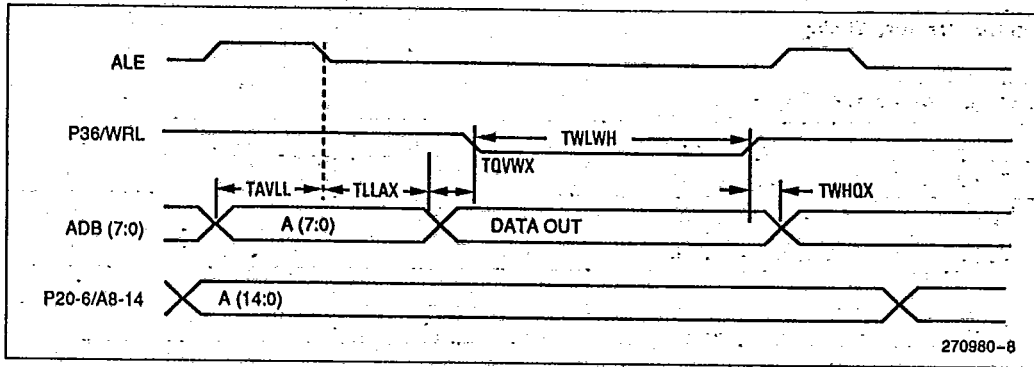 ALE
P36/WRL
TWLWH
TQVWX
TAVLL
TLLAX
TWHQX
ADB (7:0)
A (7:0)
DATA OUT
P20-6/A8-14
A (14:0)
270980-8